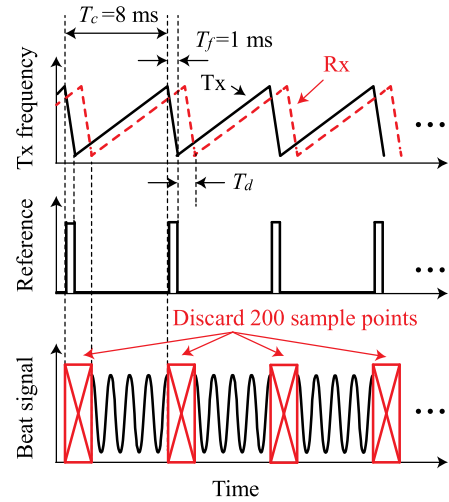 T_c=8 ms
T_f=1 ms
Tx
Rx
Tx frequency
•••
T_d
Reference
•••
Discard 200 sample points
Beat signal
•••
Time